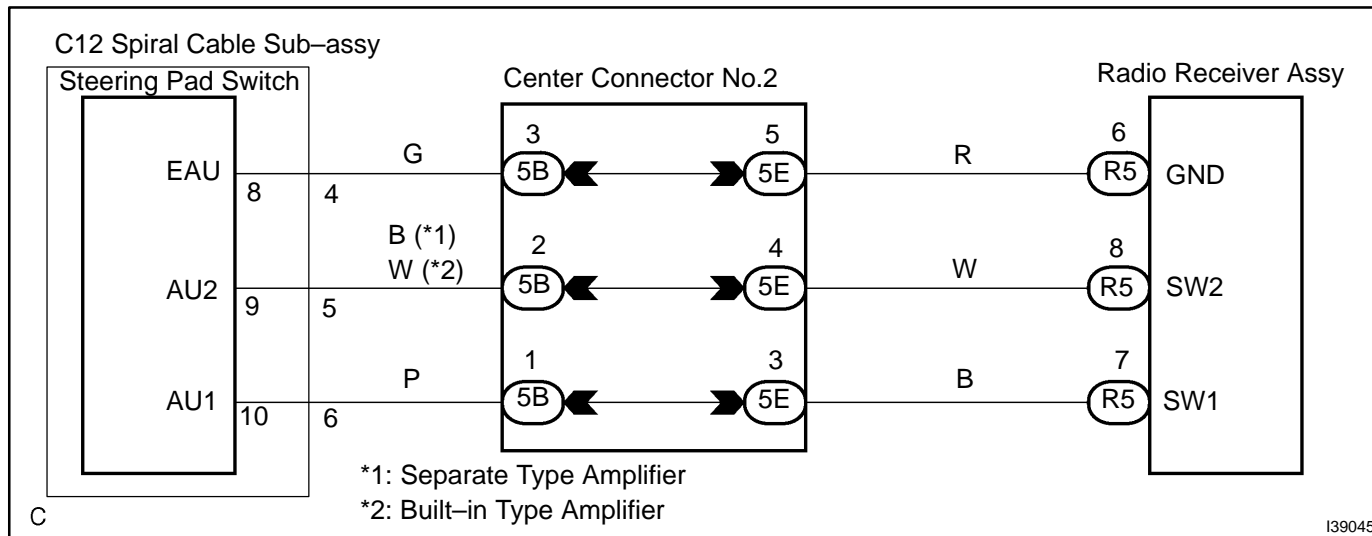 C12 Spiral Cable Sub–assy
Steering Pad Switch
Center Connector No.2
Radio Receiver Assy
EAU
8
4
G
3
5B
5
5E
R
6
R5
GND
AU2
9
5
B (*1)
W (*2)
2
5B
4
5E
W
8
R5
SW2
AU1
10
6
P
1
5B
3
5E
B
7
R5
SW1
*1: Separate Type Amplifier
*2: Built–in Type Amplifier
C
I39045